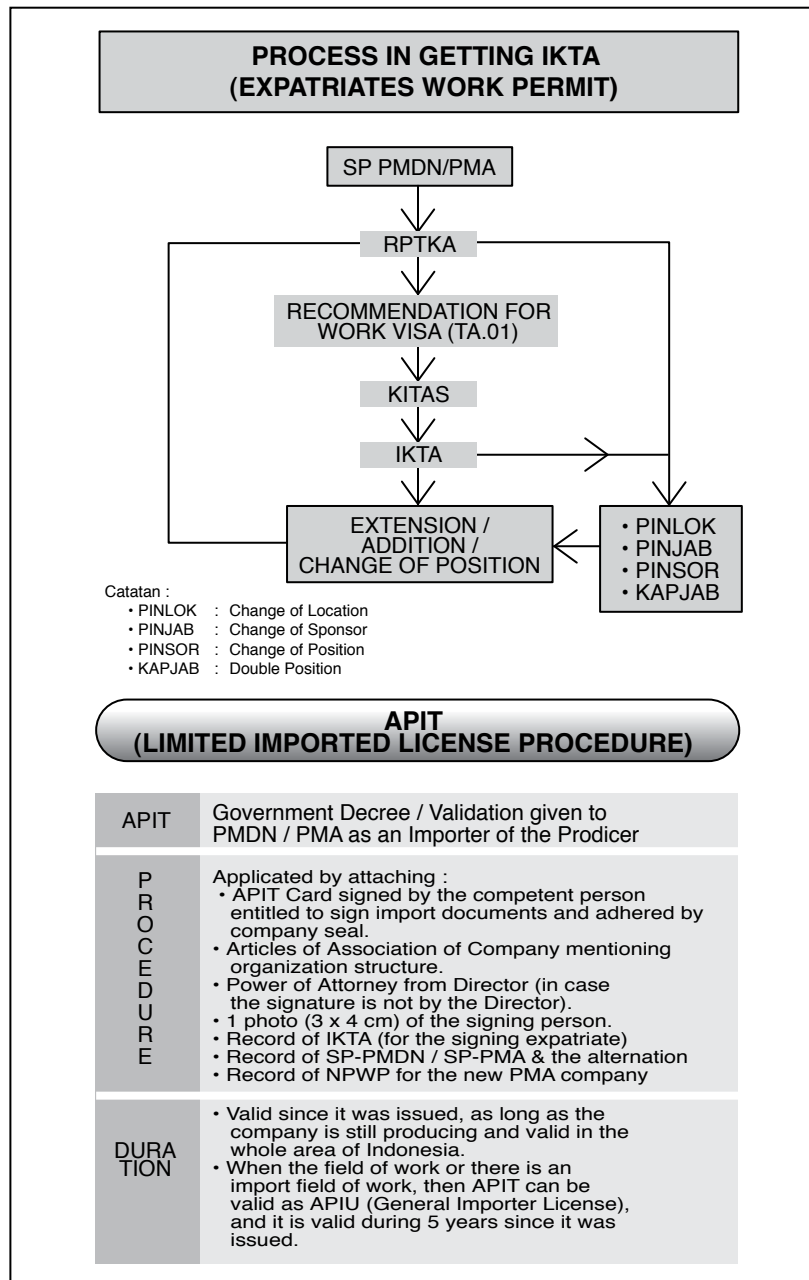 PROCESS IN GETTING IKTA
(EXPATRIATES WORK PERMIT)
SP PMDN/PMA
RPTKA
RECOMMENDATION FOR
WORK VISA (TA.01)
KITAS
IKTA
EXTENSION /
ADDITION /
CHANGE OF POSITION
• PINLOK
• PINJAB
• PINSOR
• KAPJAB
Catatan :
• PINLOK : Change of Location
• PINJAB : Change of Sponsor
• PINSOR : Change of Position
• KAPJAB : Double Position
APIT
(LIMITED IMPORTED LICENSE PROCEDURE)
APIT
Government Decree / Validation given to
PMDN / PMA as an Importer of the Prodicer
P
R
O
C
E
D
U
R
E
Applicated by attaching :
• APIT Card signed by the competent person
entitled to sign import documents and adhered by
company seal.
• Articles of Association of Company mentioning
organization structure.
• Power of Attorney from Director (in case
the signature is not by the Director).
• 1 photo (3 x 4 cm) of the signing person.
• Record of IKTA (for the signing expatriate)
• Record of SP-PMDN / SP-PMA & the alternation
• Record of NPWP for the new PMA company
DURA
TION
• Valid since it was issued, as long as the
company is still producing and valid in the
whole area of Indonesia.
• When the field of work or there is an
import field of work, then APIT can be
valid as APIU (General Importer License),
and it is valid during 5 years since it was
issued.